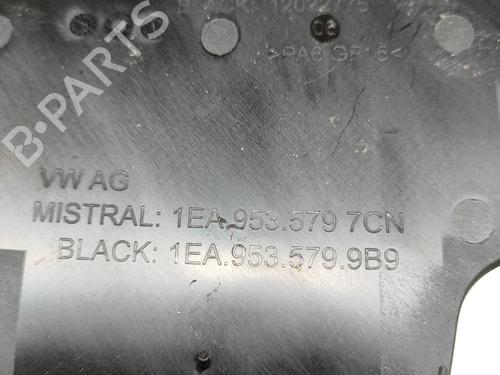 >PA6 GF15<
B-PARTS
VW AG
MISTRAL: 1EA.953.579 7CN
BLACK: 1EA.953.579.9B9